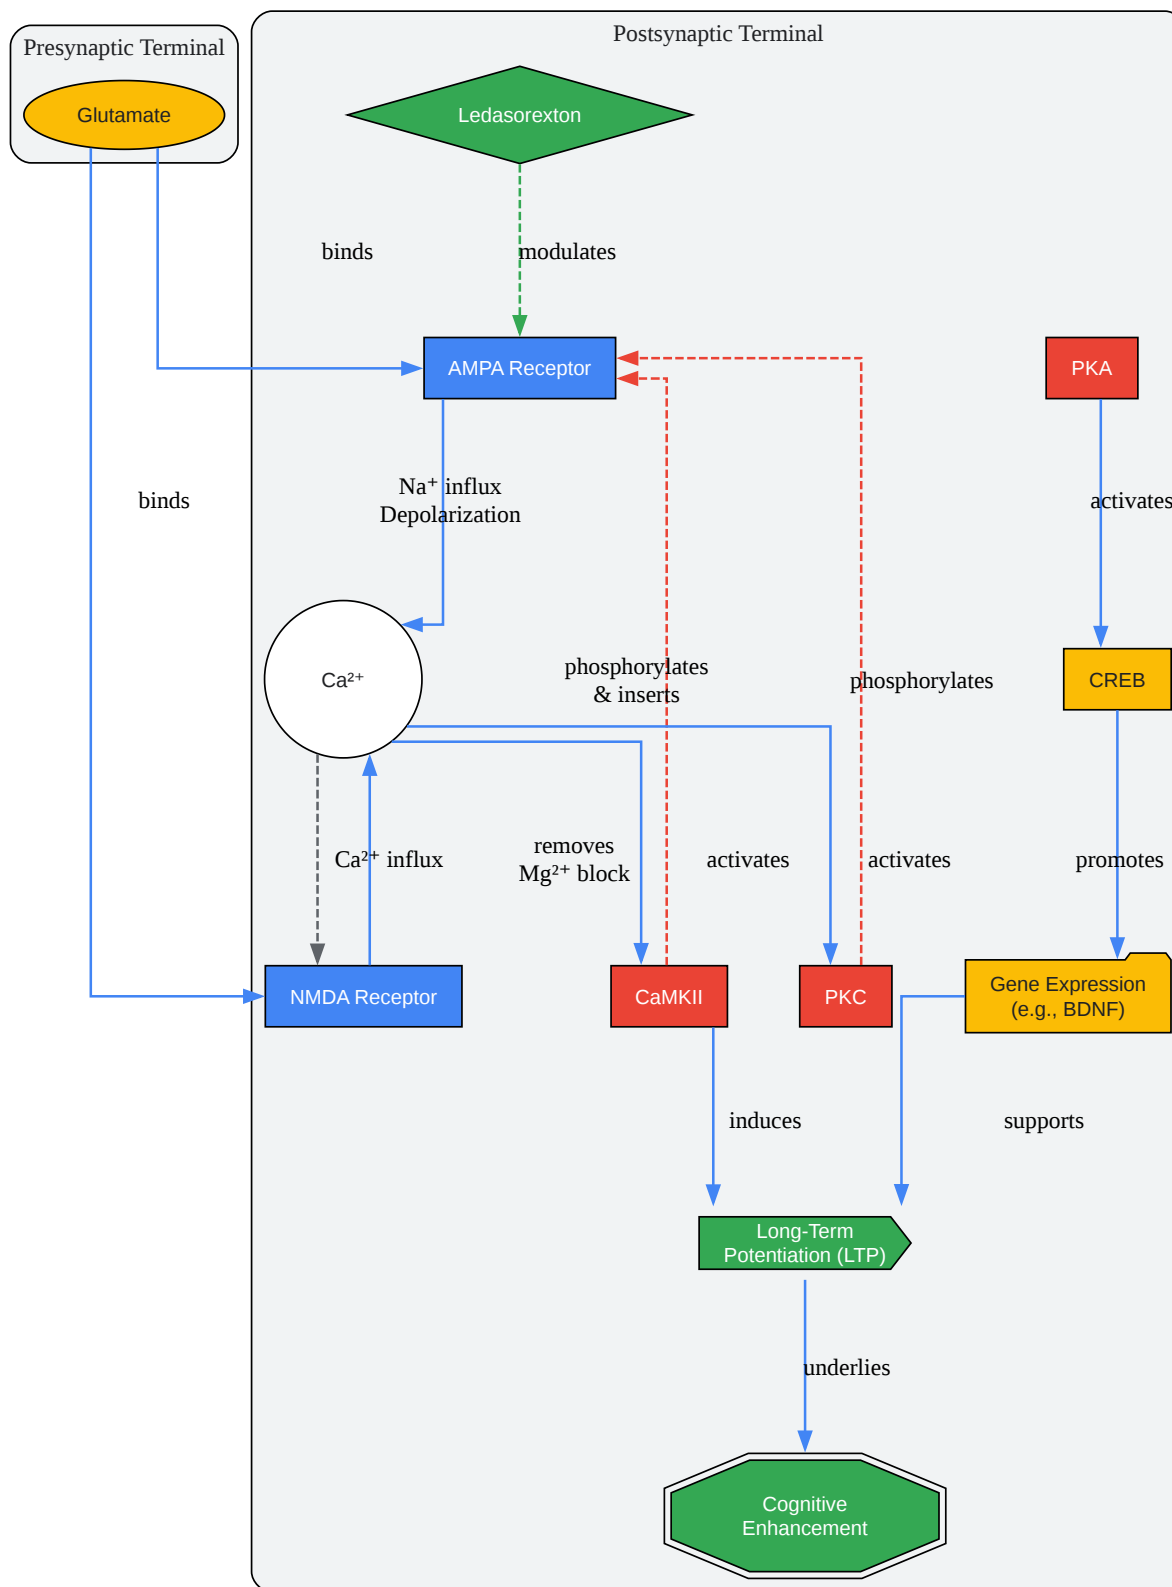 Postsynaptic Terminal
Presynaptic Terminal
Glutamate
Ledasorexton
binds
modulates
AMPA Receptor
PKA
Na⁺ influx
Depolarization
binds
activates
Ca²⁺
phosphorylates
& inserts
phosphorylates
CREB
Ca²⁺ influx
removes
Mg²⁺ block
activates
activates
promotes
NMDA Receptor
CaMKII
PKC
Gene Expression
(e.g., BDNF)
induces
supports
Long-Term
Potentiation (LTP)
underlies
Cognitive
Enhancement